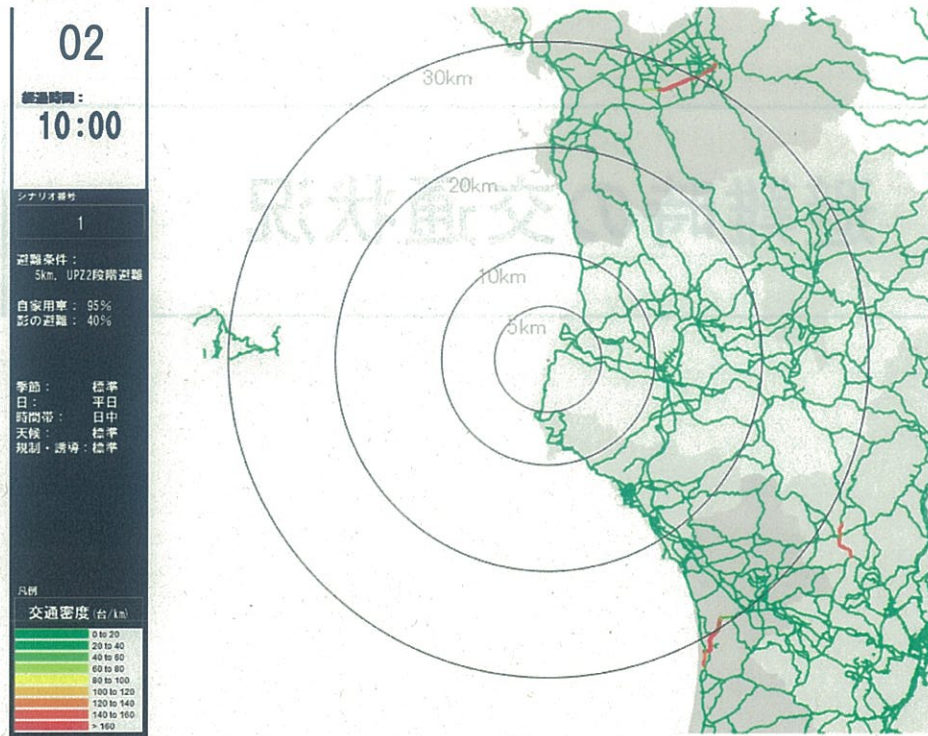 02
経過時間:
10:00
シナリオ番号
1
避難条件:
5km, UPZ2段階避難
自家用車: 95%
影の避難: 40%
季節: 標準
日: 平日
時間帯: 日中
天候: 標準
規制・誘導: 標準
凡例
交通密度 (台/km)
0 to 20
20 to 40
40 to 60
60 to 80
80 to 100
100 to 120
120 to 140
140 to 160
> 160
30km
20km
10km
5km
交通状況